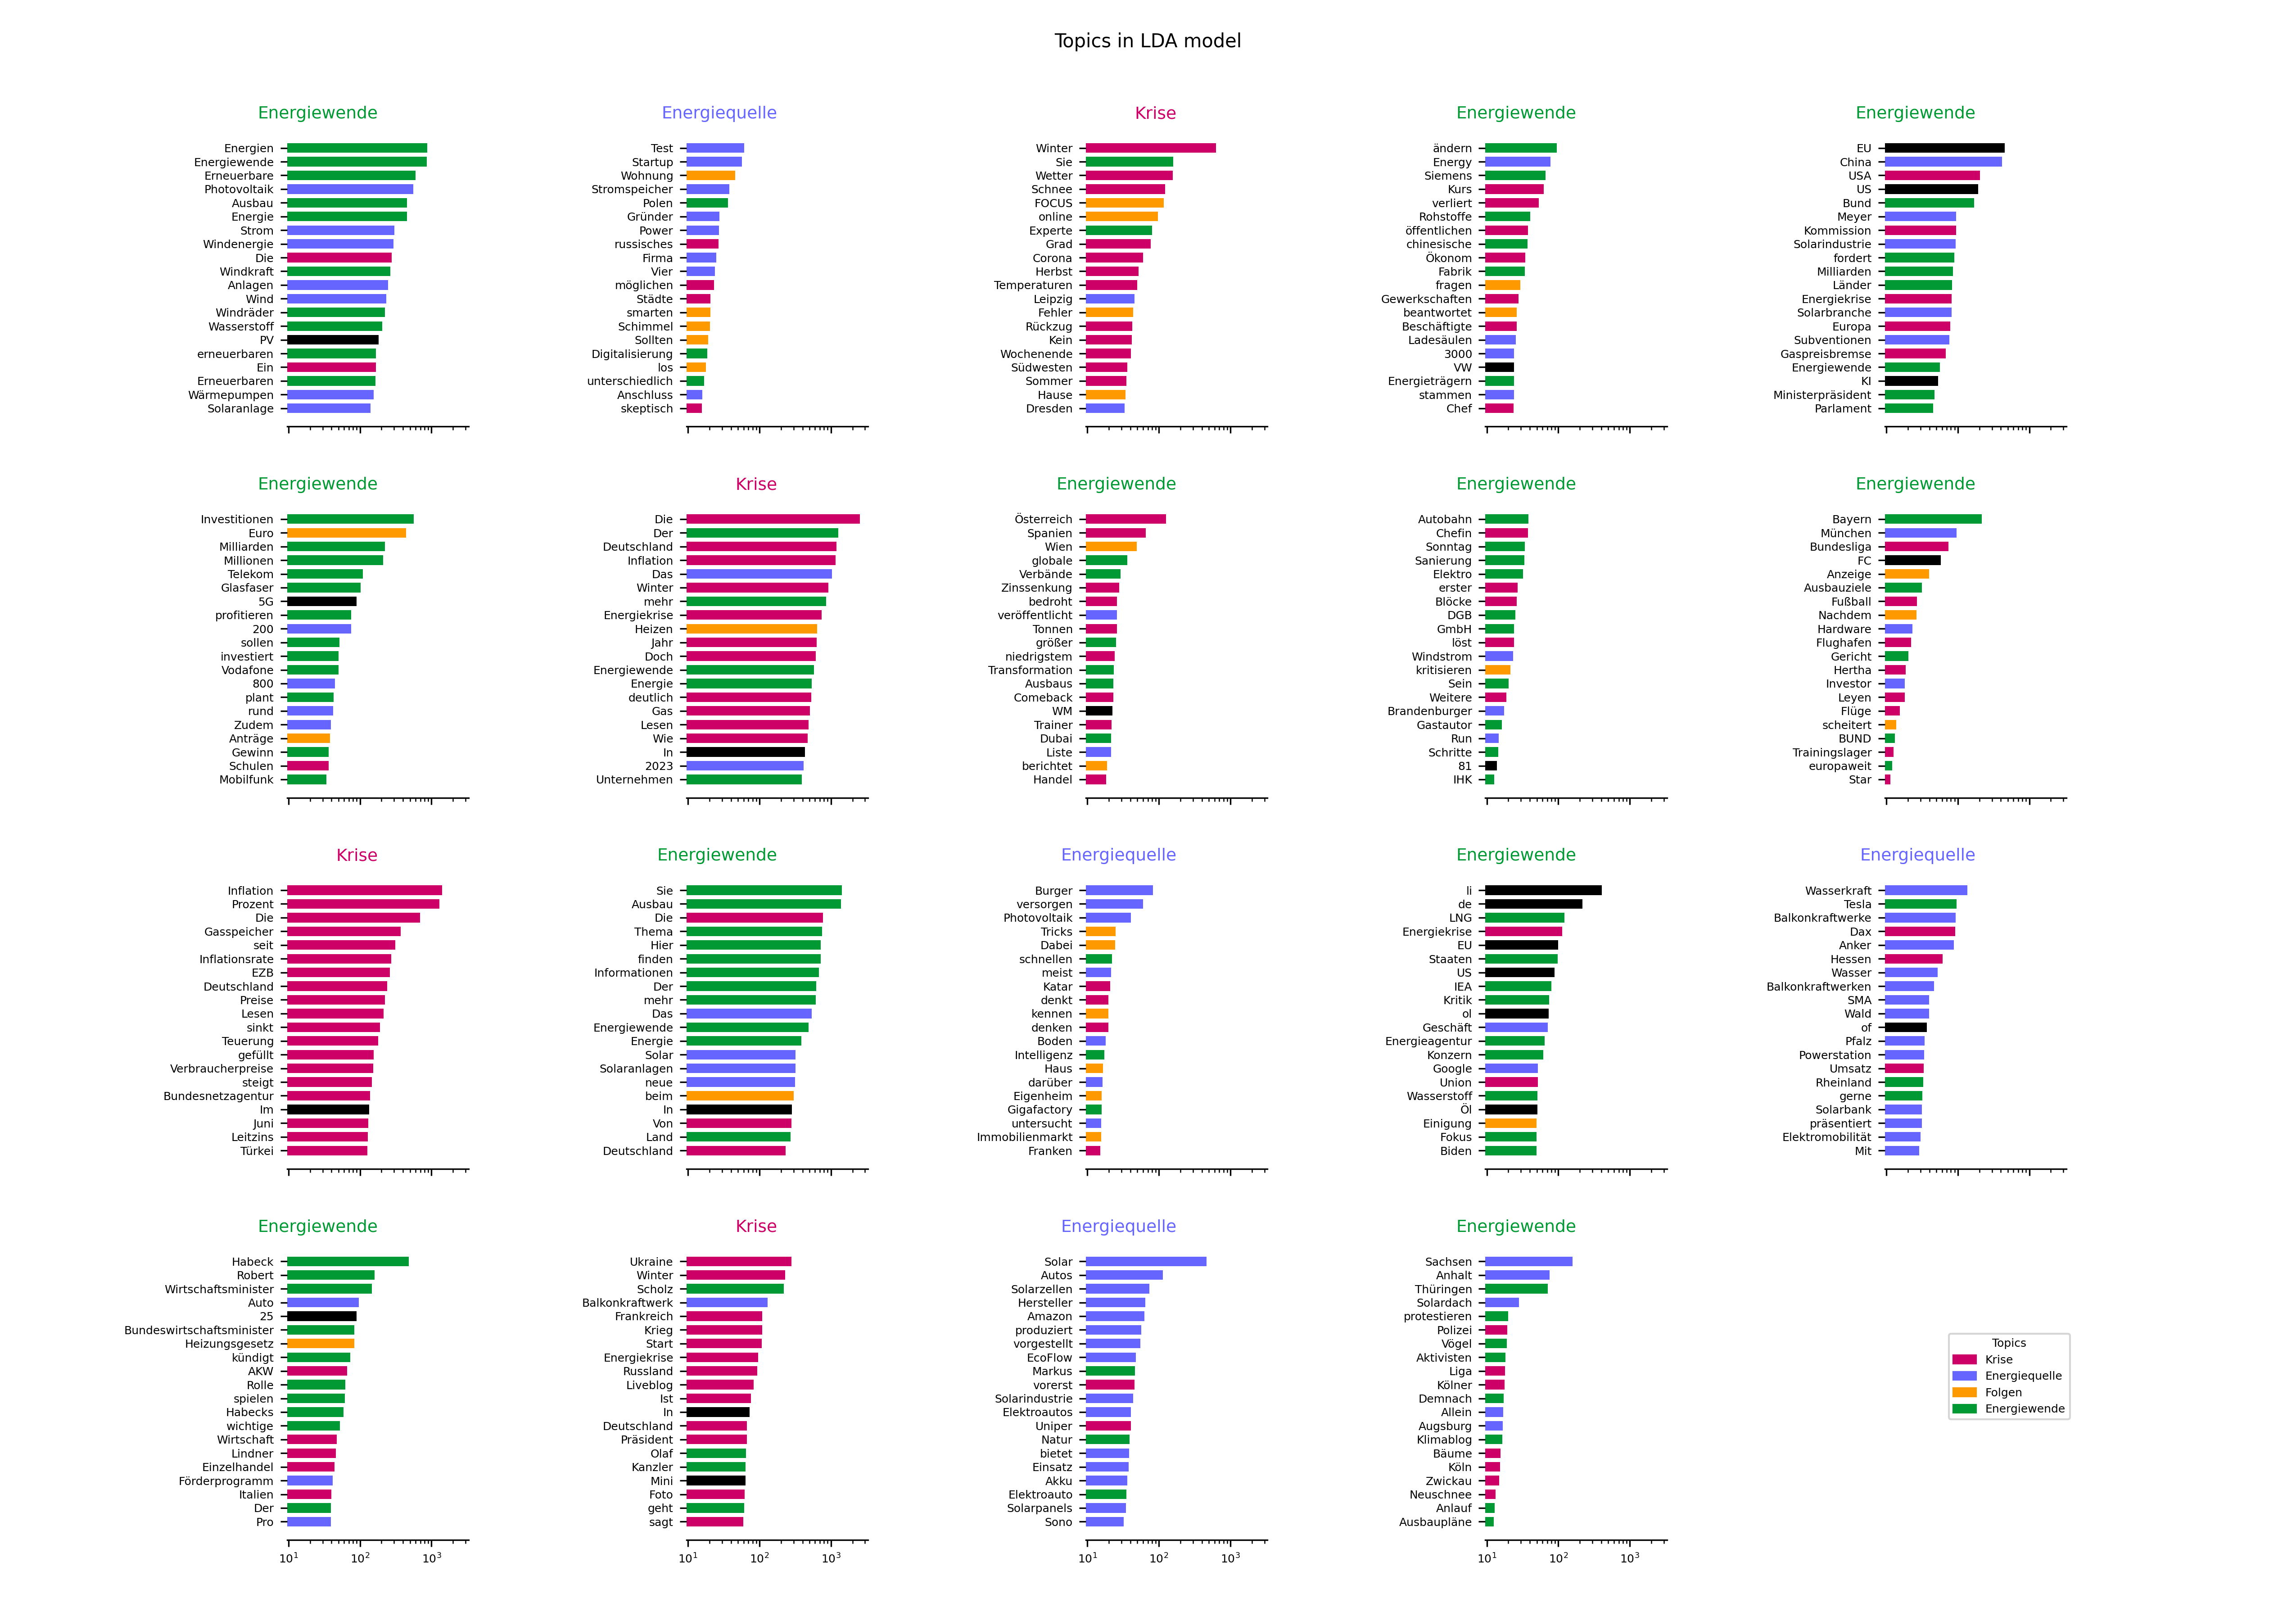 Topics in LDA model
Energiewende
Energien
Energiewende
Erneuerbare
Photovoltaik
Ausbau
Energie
Strom
Windenergie
Die
Windkraft
Anlagen
Wind
Windräder
Wasserstoff
PV
erneuerbaren
Ein
Erneuerbaren
Wärmepumpen
Solaranlage
Energiequelle
Test
Startup
Wohnung
Stromspeicher
Polen
Gründer
Power
russisches
Firma
Vier
möglichen
Städte
smarten
Schimmel
Sollten
Digitalisierung
los
unterschiedlich
Anschluss
skeptisch
Krise
Winter
Sie
Wetter
Schnee
FOCUS
online
Experte
Grad
Corona
Herbst
Temperaturen
Leipzig
Fehler
Rückzug
Kein
Wochenende
Südwesten
Sommer
Hause
Dresden
Energiewende
ändern
Energy
Siemens
Kurs
verliert
Rohstoffe
öffentlichen
chinesische
Ökonom
Fabrik
fragen
Gewerkschaften
beantwortet
Beschäftigte
Ladesäulen
3000
VW
Energieträgern
stammen
Chef
Energiewende
EU
China
USA
US
Bund
Meyer
Kommission
Solarindustrie
fordert
Milliarden
Länder
Energiekrise
Solarbranche
Europa
Subventionen
Gaspreisbremse
Energiewende
KI
Ministerpräsident
Parlament
Energiewende
Investitionen
Euro
Milliarden
Millionen
Telekom
Glasfaser
5G
profitieren
200
sollen
investiert
Vodafone
800
plant
rund
Zudem
Anträge
Gewinn
Schulen
Mobilfunk
Krise
Die
Der
Deutschland
Inflation
Das
Winter
mehr
Energiekrise
Heizen
Jahr
Doch
Energiewende
Energie
deutlich
Gas
Lesen
Wie
In
2023
Unternehmen
Energiewende
Österreich
Spanien
Wien
globale
Verbände
Zinssenkung
bedroht
veröffentlicht
Tonnen
größer
niedrigstem
Transformation
Ausbaus
Comeback
WM
Trainer
Dubai
Liste
berichtet
Handel
Energiewende
Autobahn
Chefin
Sonntag
Sanierung
Elektro
erster
Blöcke
DGB
GmbH
löst
Windstrom
kritisieren
Sein
Weitere
Brandenburger
Gastautor
Run
Schritte
81
IHK
Energiewende
Bayern
München
Bundesliga
FC
Anzeige
Ausbauziele
Fußball
Nachdem
Hardware
Flughafen
Gericht
Hertha
Investor
Leyen
Flüge
scheitert
BUND
Trainingslager
europaweit
Star
Krise
Inflation
Prozent
Die
Gasspeicher
seit
Inflationsrate
EZB
Deutschland
Preise
Lesen
sinkt
Teuerung
gefüllt
Verbraucherpreise
steigt
Bundesnetzagentur
Im
Juni
Leitzins
Türkei
Energiewende
Sie
Ausbau
Die
Thema
Hier
finden
Informationen
Der
mehr
Das
Energiewende
Energie
Solar
Solaranlagen
neue
beim
In
Von
Land
Deutschland
Energiequelle
Burger
versorgen
Photovoltaik
Tricks
Dabei
schnellen
meist
Katar
denkt
kennen
denken
Boden
Intelligenz
Haus
darüber
Eigenheim
Gigafactory
untersucht
Immobilienmarkt
Franken
Energiewende
li
de
LNG
Energiekrise
EU
Staaten
US
IEA
Kritik
ol
Geschäft
Energieagentur
Konzern
Google
Union
Wasserstoff
Öl
Einigung
Fokus
Biden
Energiequelle
Wasserkraft
Tesla
Balkonkraftwerke
Dax
Anker
Hessen
Wasser
Balkonkraftwerken
SMA
Wald
of
Pfalz
Powerstation
Umsatz
Rheinland
gerne
Solarbank
präsentiert
Elektromobilität
Mit
Energiewende
Habeck
Robert
Wirtschaftsminister
Auto
25
Bundeswirtschaftsminister
Heizungsgesetz
kündigt
AKW
Rolle
spielen
Habecks
wichtige
Wirtschaft
Lindner
Einzelhandel
Förderprogramm
Italien
Der
Pro
10¹ 10² 10³
Krise
Ukraine
Winter
Scholz
Balkonkraftwerk
Frankreich
Krieg
Start
Energiekrise
Russland
Liveblog
Ist
In
Deutschland
Präsident
Olaf
Kanzler
Mini
Foto
geht
sagt
10¹ 10² 10³
Energiequelle
Solar
Autos
Solarzellen
Hersteller
Amazon
produziert
vorgestellt
EcoFlow
Markus
vorerst
Solarindustrie
Elektroautos
Uniper
Natur
bietet
Einsatz
Akku
Elektroauto
Solarpanels
Sono
10¹ 10² 10³
Energiewende
Sachsen
Anhalt
Thüringen
Solardach
protestieren
Polizei
Vögel
Aktivisten
Liga
Kölner
Demnach
Allein
Augsburg
Klimablog
Bäume
Köln
Zwickau
Neuschnee
Anlauf
Ausbaupläne
10¹ 10² 10³
Topics
Krise
Energiequelle
Folgen
Energiewende